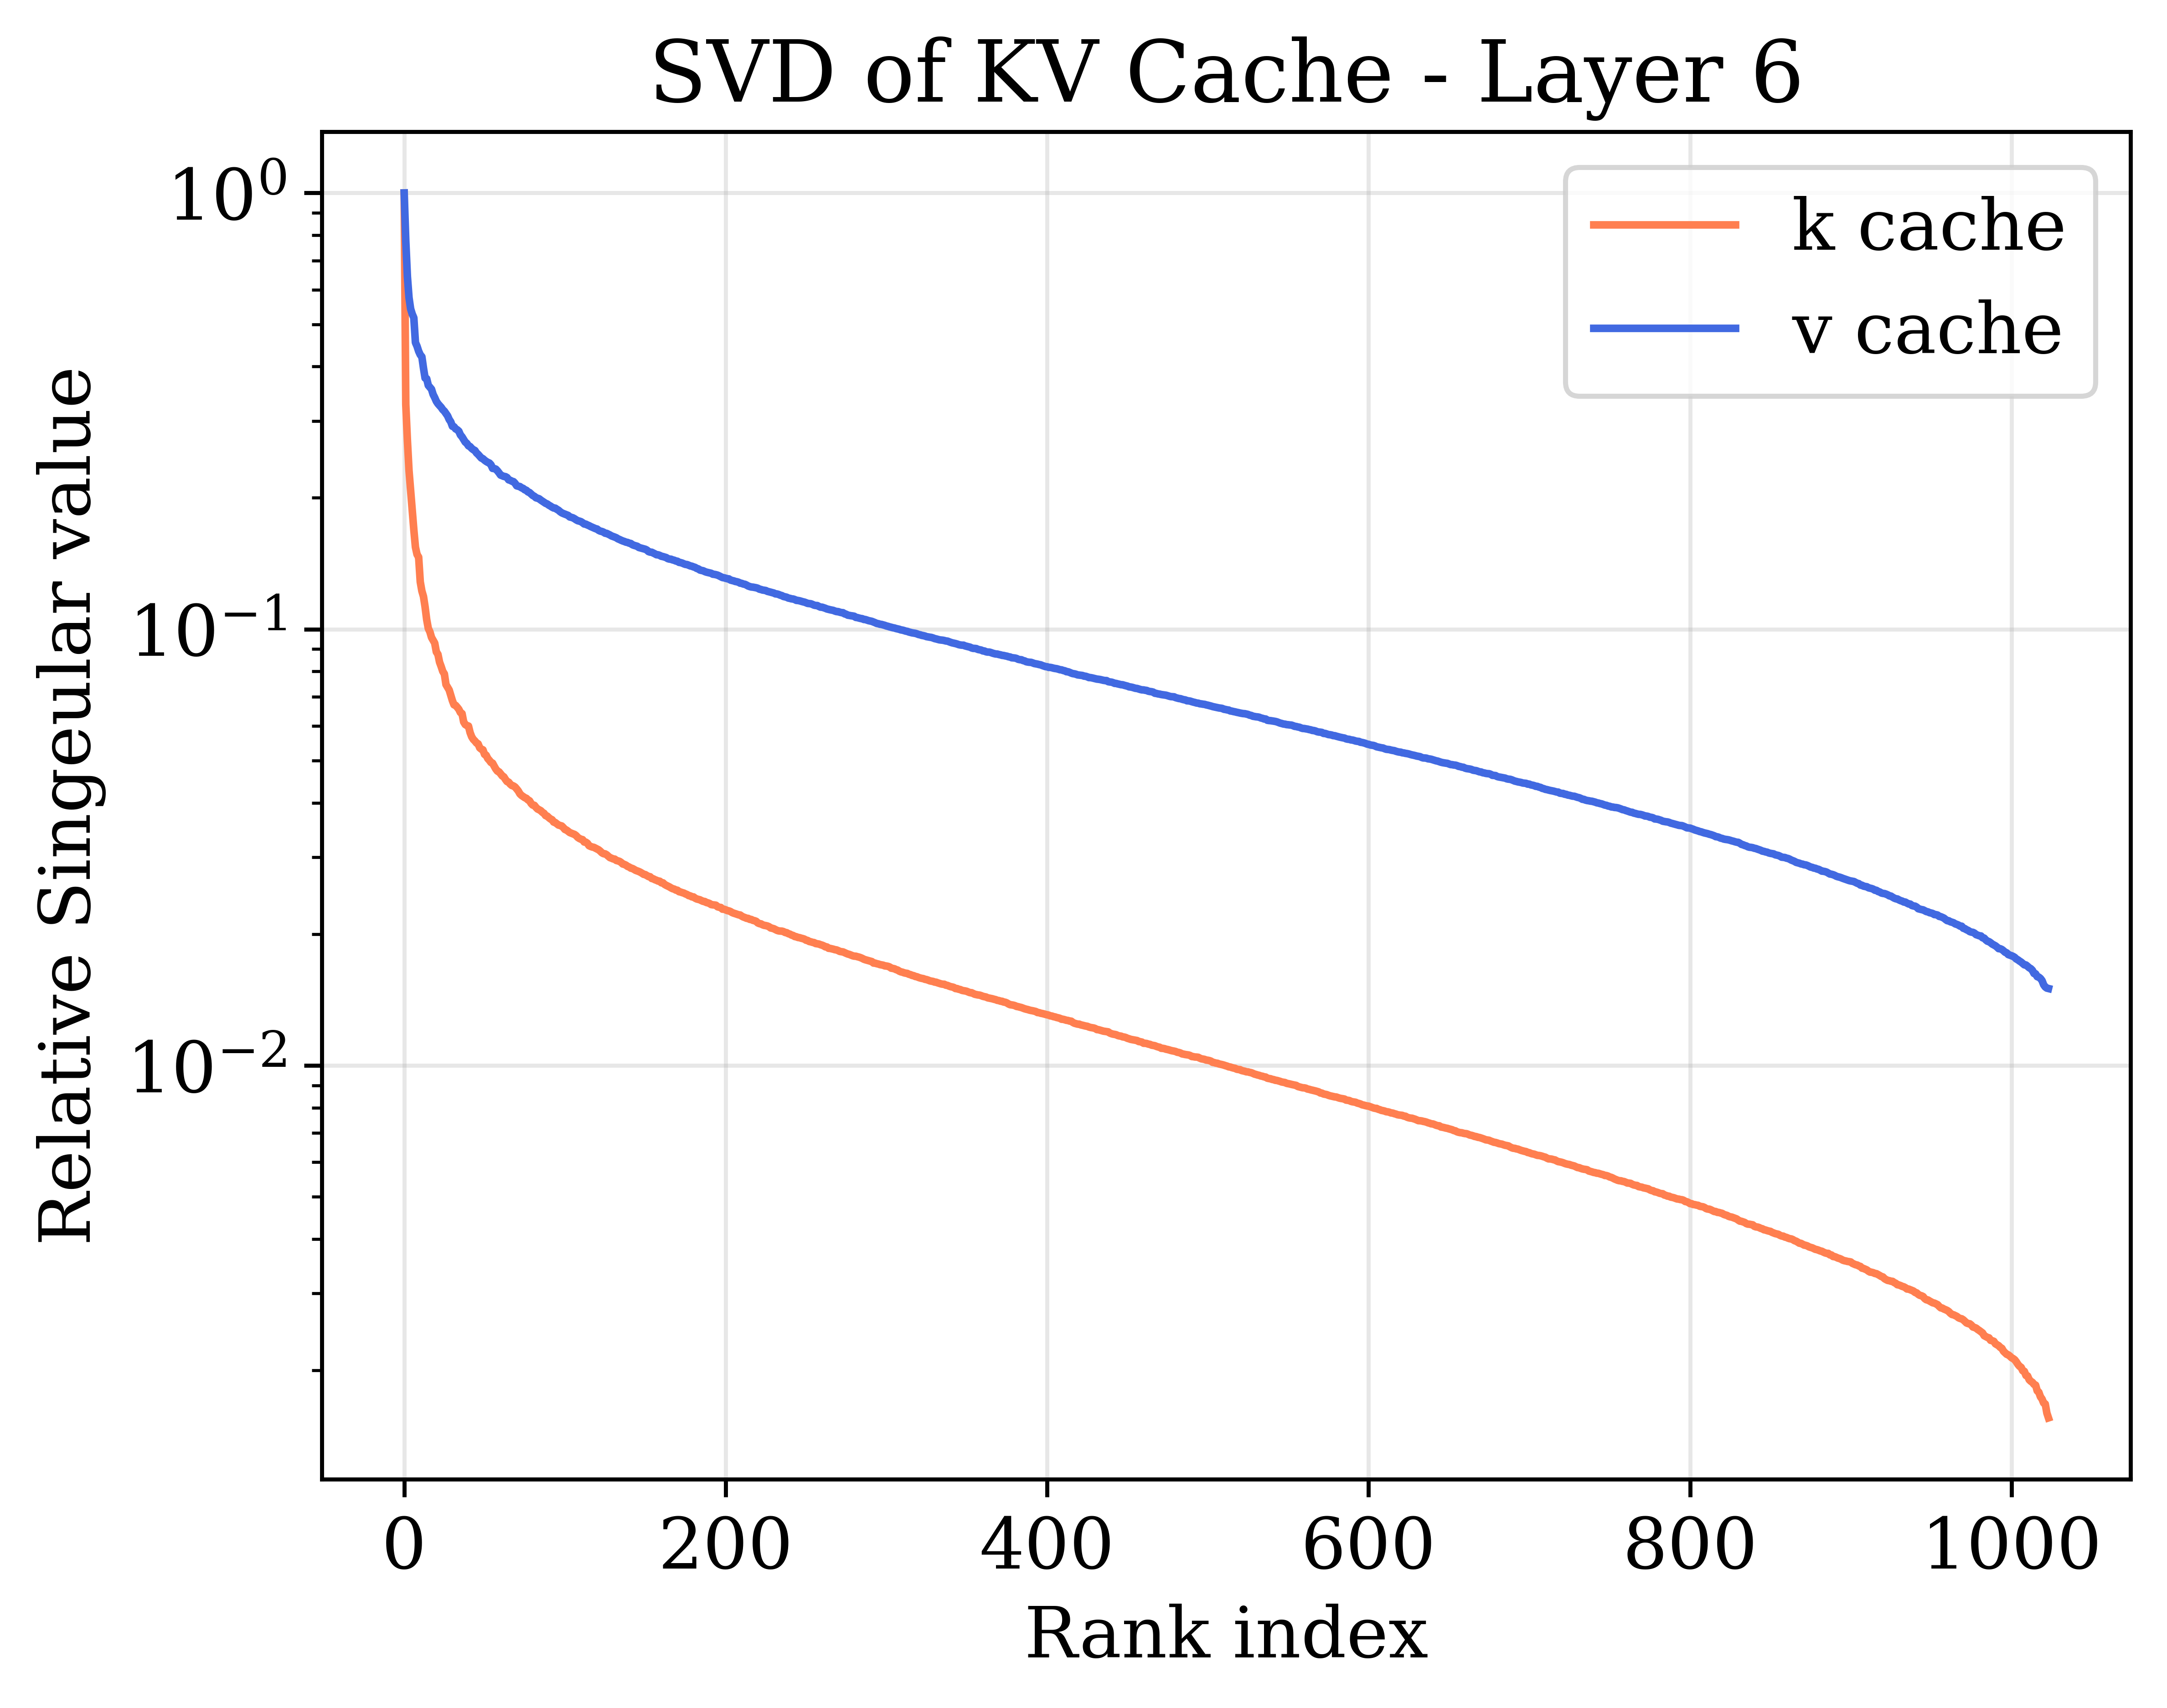 SVD of KV Cache - Layer 6
k cache
v cache
Relative Singeular value
10⁰
10⁻¹
10⁻²
0 200 400 600 800 1000
Rank index